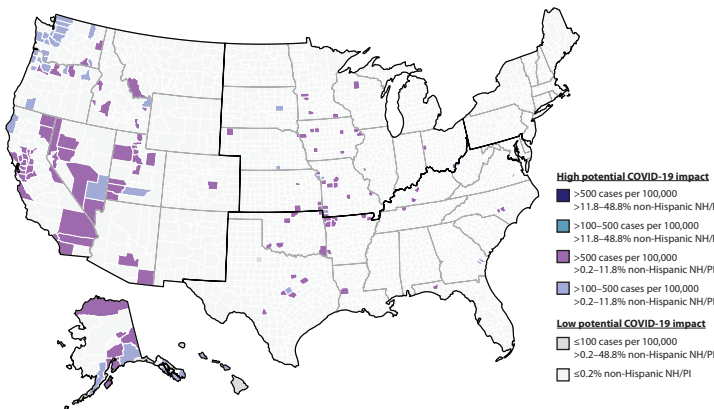 High potential COVID-19 impact
>500 cases per 100,000
>11.8–48.8% non-Hispanic NH/
>100–500 cases per 100,000
>11.8–48.8% non-Hispanic NH/
>500 cases per 100,000
>0.2–11.8% non-Hispanic NH/PI
>100–500 cases per 100,000
>0.2–11.8% non-Hispanic NH/PI
Low potential COVID-19 impact
≤100 cases per 100,000
>0.2–48.8% non-Hispanic NH/
≤0.2% non-Hispanic NH/PI